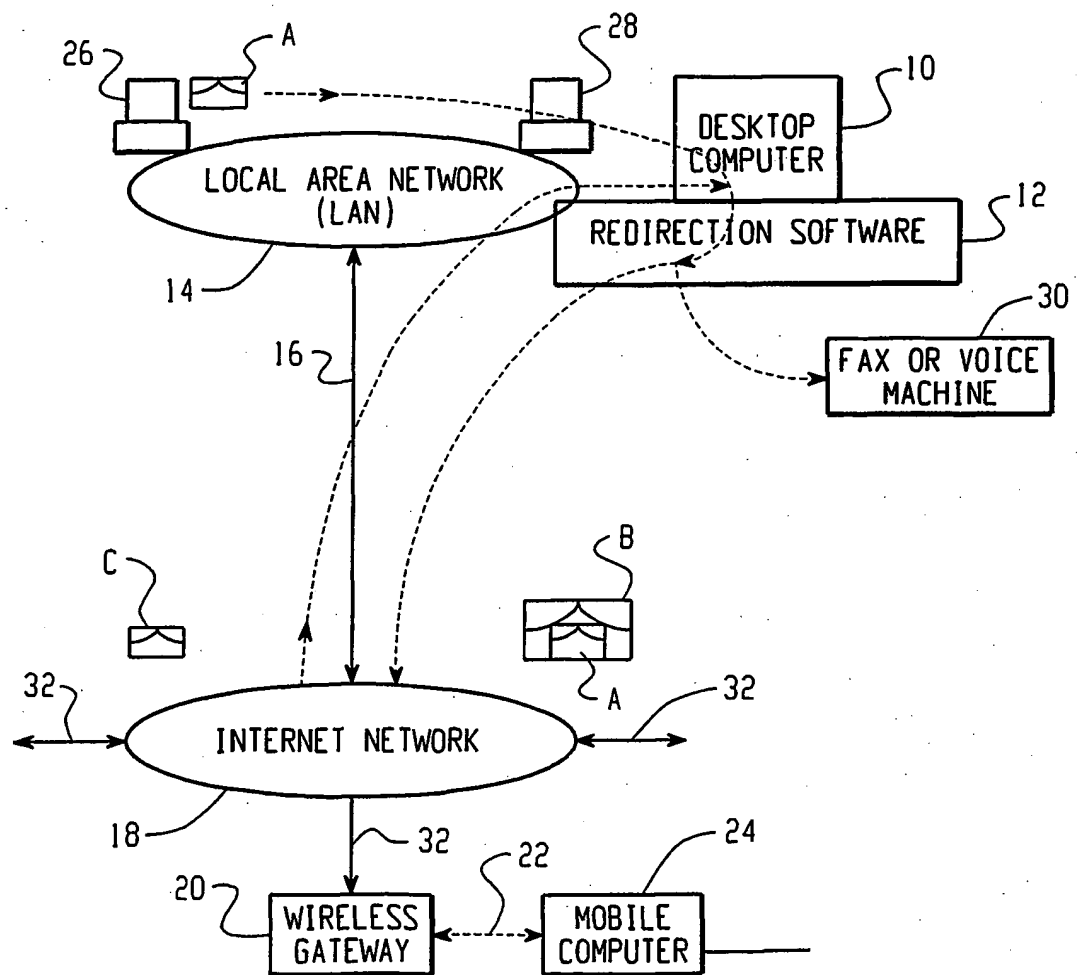 26
A
28
10
DESKTOP
COMPUTER
LOCAL AREA NETWORK
(LAN)
12
REDIRECTION SOFTWARE
14
30
16
FAX OR VOICE
MACHINE
C
B
A
32
32
INTERNET NETWORK
18
32
24
22
20
WIRELESS
GATEWAY
MOBILE
COMPUTER